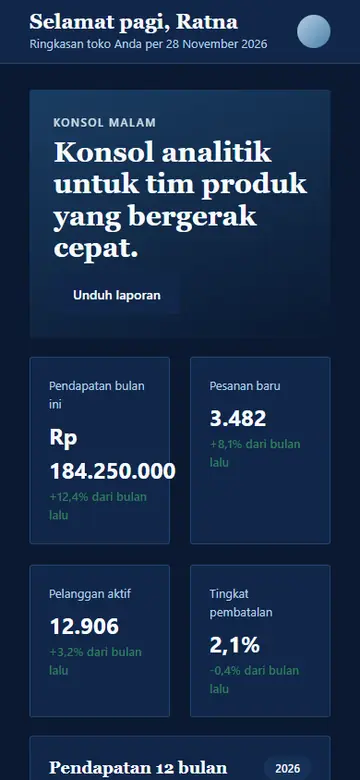 Selamat pagi, Ratna
Ringkasan toko Anda per 28 November 2026
KONSOL MALAM
Konsol analitik
untuk tim produk
yang bergerak
cepat.
Unduh laporan
Pendapatan bulan
ini
Rp
184.250.000
+12,4% dari bulan
lalu
Pesanan baru
3.482
+8,1% dari bulan
lalu
Pelanggan aktif
12.906
+3,2% dari bulan
lalu
Tingkat
pembatalan
2,1%
-0,4% dari bulan
lalu
Pendapatan 12 bulan
2026